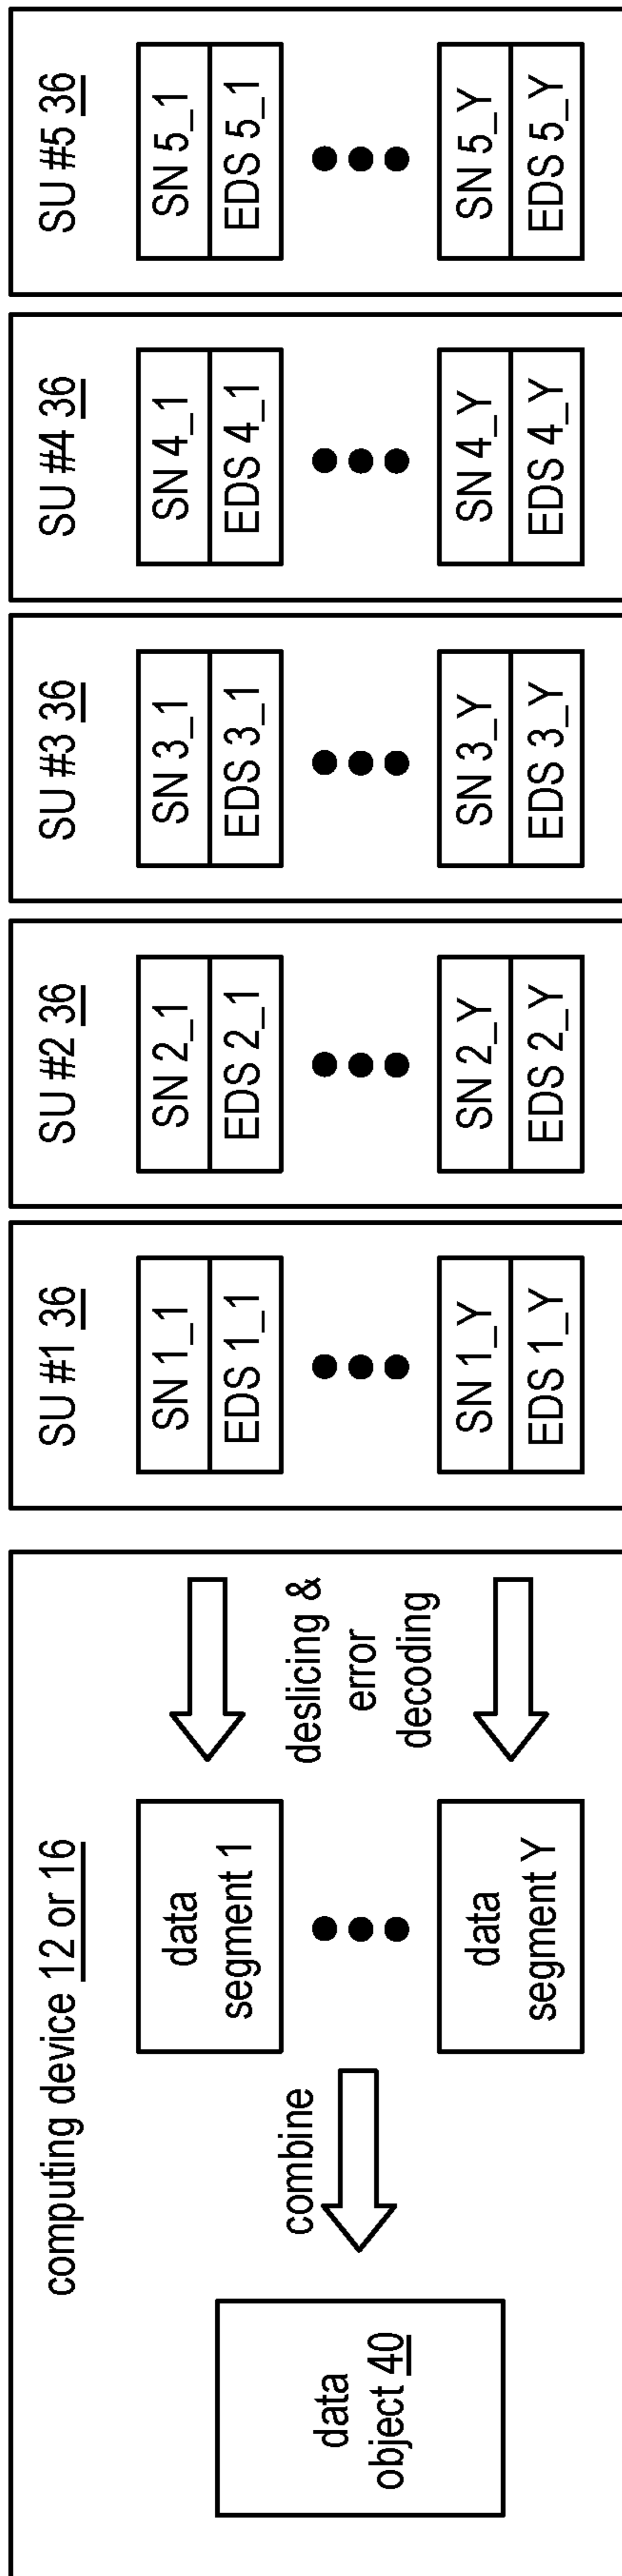 computing device 12 or 16
data
object 40
combine
data
segment 1
data
segment Y
deslicing &
error
decoding
SU #1 36
SN 1_1
EDS 1_1
SN 1_Y
EDS 1_Y
SU #2 36
SN 2_1
EDS 2_1
SN 2_Y
EDS 2_Y
SU #3 36
SN 3_1
EDS 3_1
SN 3_Y
EDS 3_Y
SU #4 36
SN 4_1
EDS 4_1
SN 4_Y
EDS 4_Y
SU #5 36
SN 5_1
EDS 5_1
SN 5_Y
EDS 5_Y